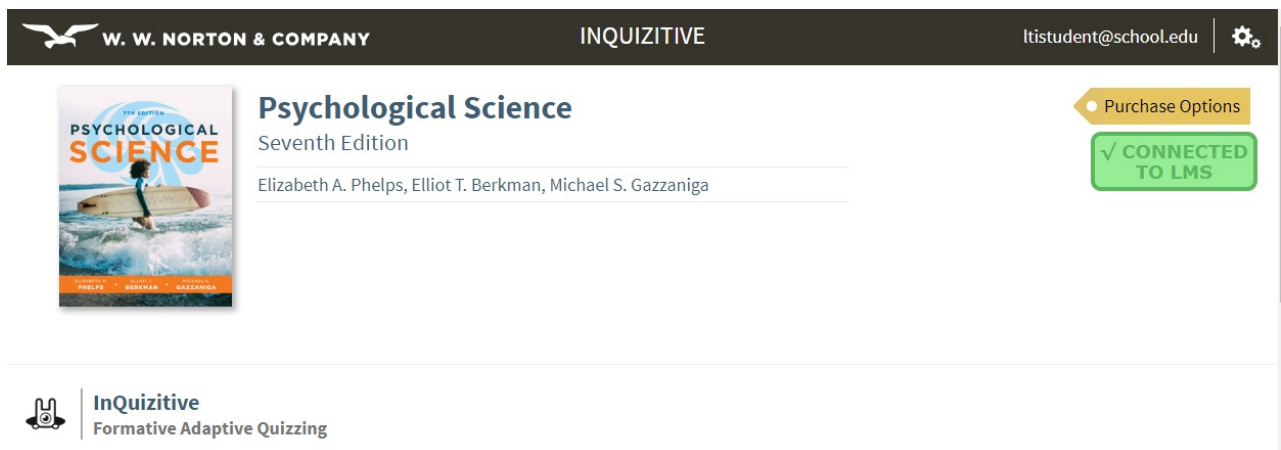 W. W. NORTON & COMPANY
INQUIZITIVE
ltistudent@school.edu
7TH EDITION
PSYCHOLOGICAL
SCIENCE
ELIZABETH A. PHELPS • ELLIOT T. BERKMAN • MICHAEL S. GAZZANIGA
Psychological Science
Seventh Edition
Elizabeth A. Phelps, Elliot T. Berkman, Michael S. Gazzaniga
Purchase Options
√ CONNECTED
TO LMS
InQuizitive
Formative Adaptive Quizzing